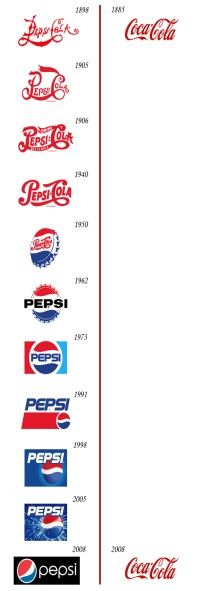 1898 1885
Pepsi-Cola Coca-Cola
1905
Pepsi-Cola
1906
Pepsi-Cola
1940
Pepsi-Cola
1950
Pepsi-Cola
1962
PEPSI
1973
PEPSI
1991
PEPSI
1998
PEPSI
2005
PEPSI
2008 2008
pepsi Coca-Cola